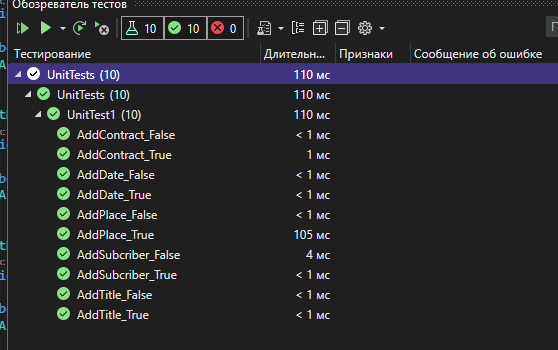 Обозреватель тестов
10 10 0
Тестирование Длительн... Признаки Сообщение об ошибке
UnitTests (10) 110 мс
UnitTests (10) 110 мс
UnitTest1 (10) 110 мс
AddContract_False < 1 мс
AddContract_True 1 мс
AddDate_False < 1 мс
AddDate_True < 1 мс
AddPlace_False < 1 мс
AddPlace_True 105 мс
AddSubcriber_False 4 мс
AddSubcriber_True < 1 мс
AddTitle_False < 1 мс
AddTitle_True < 1 мс